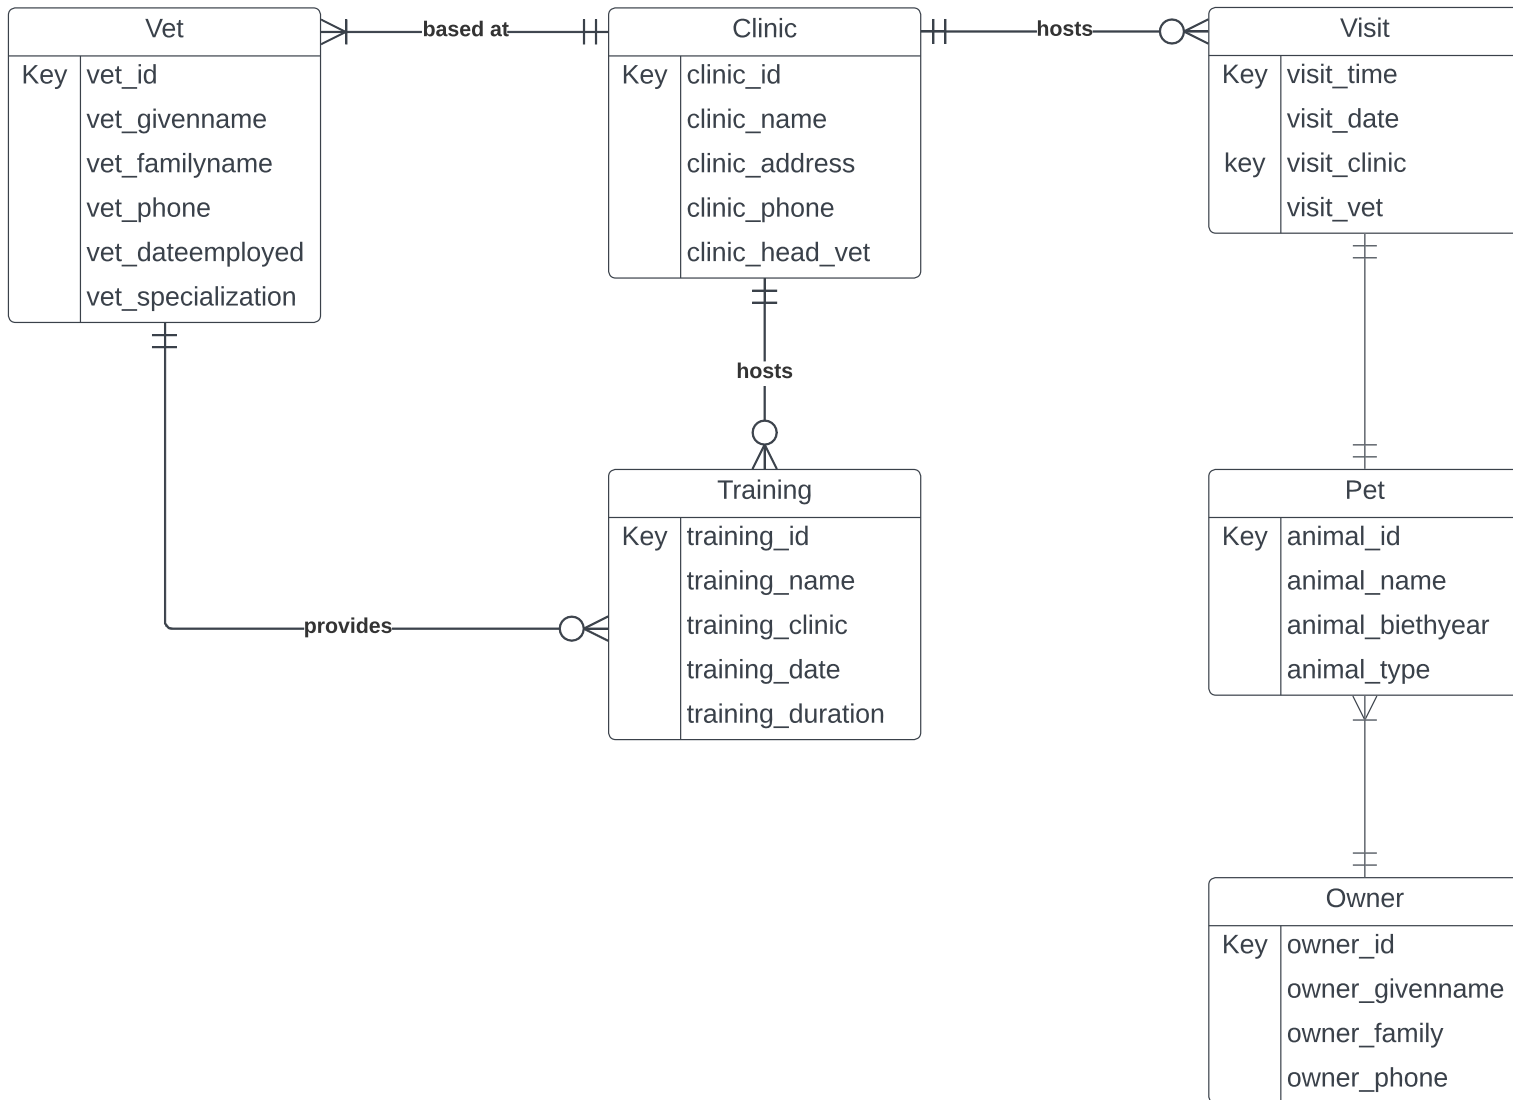 Vet
Key vet_id
vet_givenname
vet_familyname
vet_phone
vet_dateemployed
vet_specialization
based at
Clinic
Key clinic_id
clinic_name
clinic_address
clinic_phone
clinic_head_vet
hosts
Visit
Key visit_time
visit_date
key visit_clinic
visit_vet
hosts
Training
Key training_id
training_name
training_clinic
training_date
training_duration
provides
Pet
Key animal_id
animal_name
animal_biethyear
animal_type
Owner
Key owner_id
owner_givenname
owner_family
owner_phone